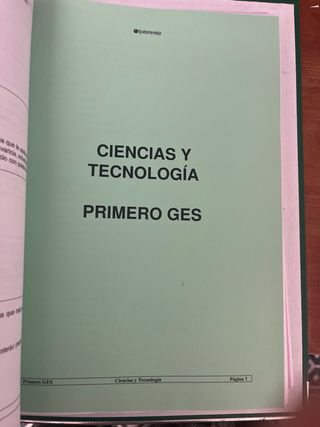 CIENCIAS Y
TECNOLOGÍA
PRIMERO GES
Primero GES Ciencias y Tecnología Página 1